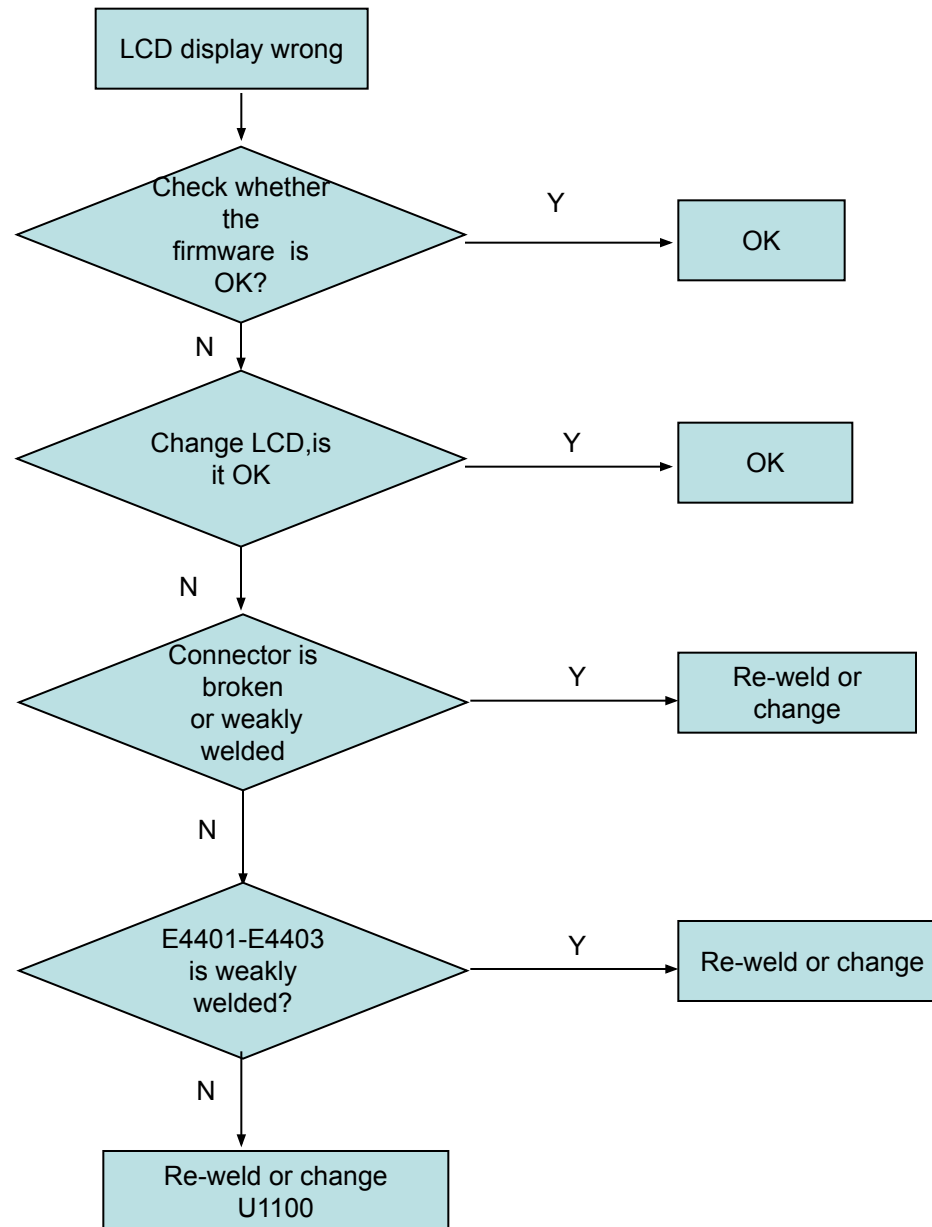 LCD display wrong
Check whether
the
firmware is
OK?
Y
OK
N
Change LCD,is
it OK
Y
OK
N
Connector is
broken
or weakly
welded
Y
Re-weld or
change
N
E4401-E4403
is weakly
welded?
Y
Re-weld or change
N
Re-weld or change
U1100